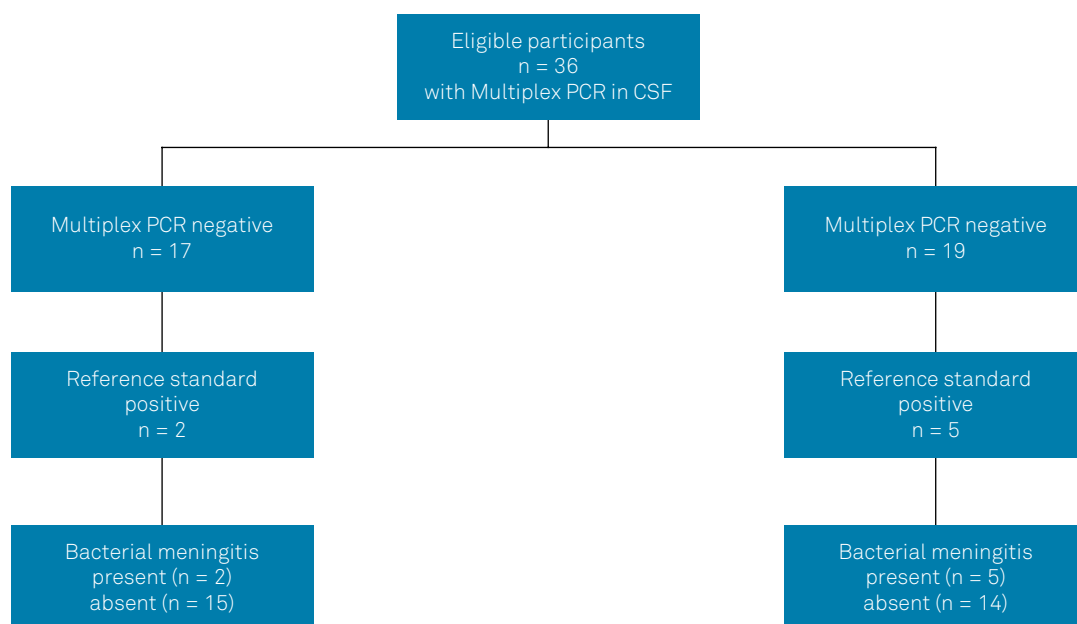 Eligible participants
n = 36
with Multiplex PCR in CSF
Multiplex PCR negative
n = 17
Multiplex PCR negative
n = 19
Reference standard
positive
n = 2
Reference standard
positive
n = 5
Bacterial meningitis
present (n = 2)
absent (n = 15)
Bacterial meningitis
present (n = 5)
absent (n = 14)